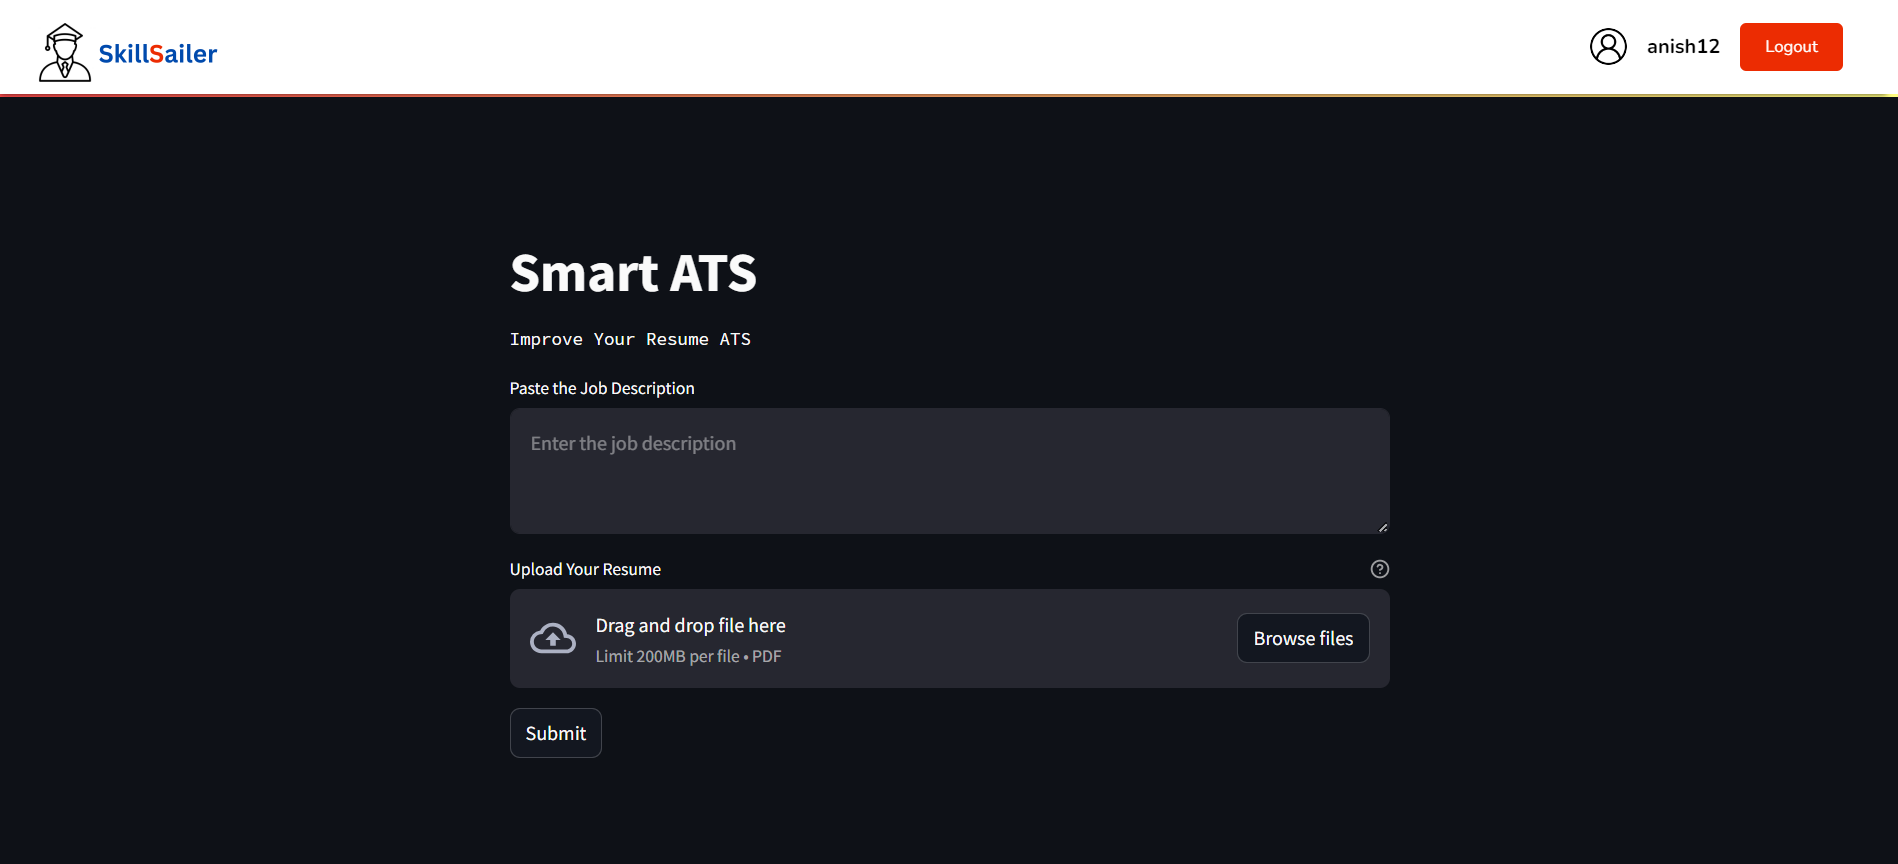 SkillSailer
anish12
Logout
Smart ATS
Improve Your Resume ATS
Paste the Job Description
Enter the job description
Upload Your Resume
Drag and drop file here
Limit 200MB per file • PDF
Browse files
Submit